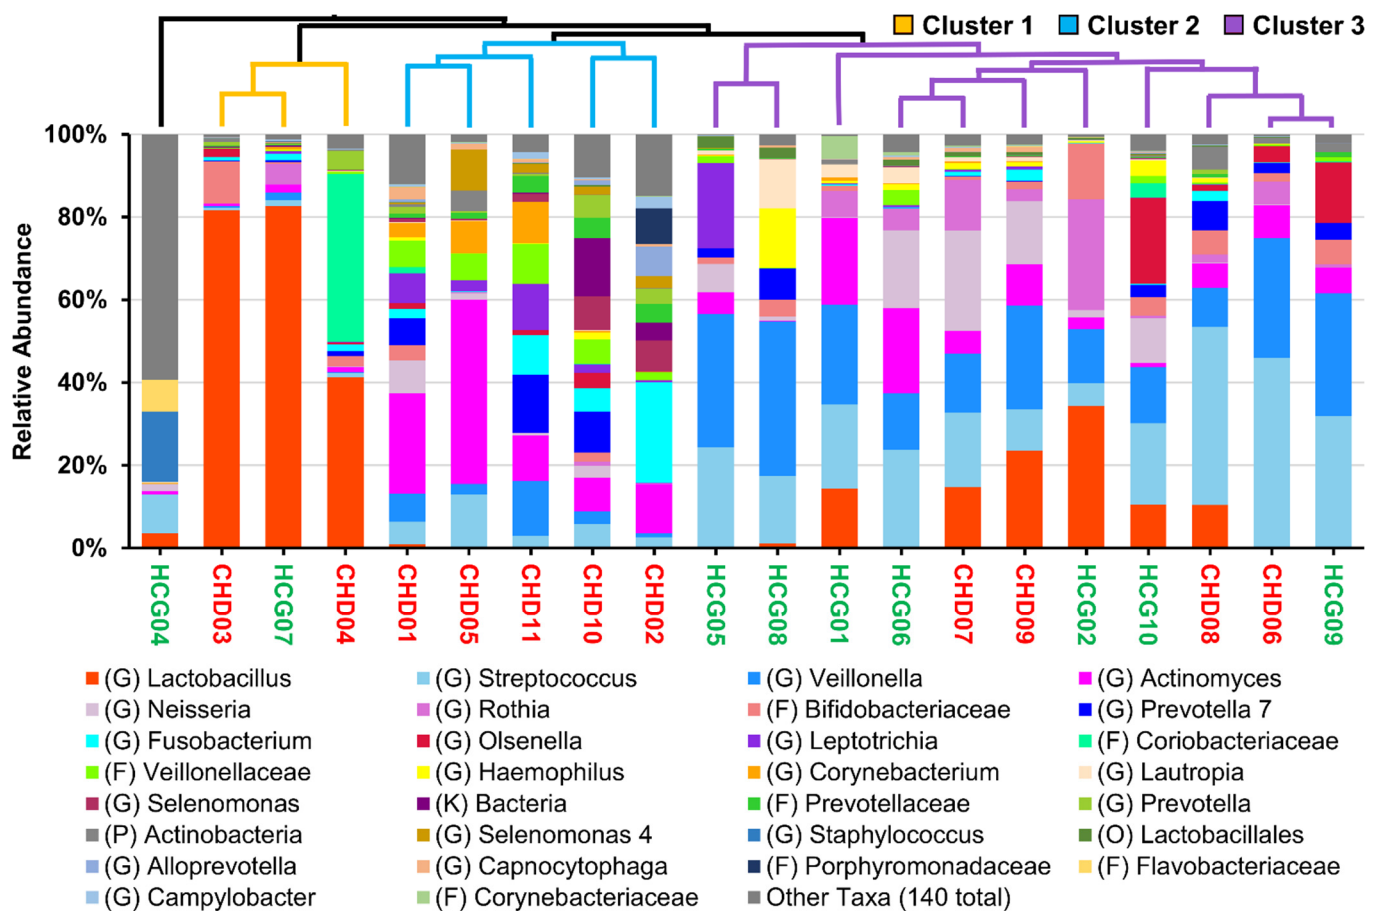 Cluster 1 Cluster 2 Cluster 3
100%
80%
60%
40%
20%
0%
Relative Abundance
HCG04 CHD03 HCG07 CHD04 CHD01 CHD05 CHD11 CHD10 CHD02 HCG05 HCG08 HCG01 HCG06 CHD07 CHD09 HCG02 HCG10 CHD08 CHD06 HCG09
(G) Lactobacillus (G) Streptococcus (G) Veillonella (G) Actinomyces
(G) Neisseria (G) Rothia (F) Bifidobacteriaceae (G) Prevotella 7
(G) Fusobacterium (G) Olsenella (G) Leptotrichia (F) Coriobacteriaceae
(F) Veillonellaceae (G) Haemophilus (G) Corynebacterium (G) Lautropia
(G) Selenomonas (K) Bacteria (F) Prevotellaceae (G) Prevotella
(P) Actinobacteria (G) Selenomonas 4 (G) Staphylococcus (O) Lactobacillales
(G) Alloprevotella (G) Capnocytophaga (F) Porphyromonadaceae (F) Flavobacteriaceae
(G) Campylobacter (F) Corynebacteriaceae Other Taxa (140 total)